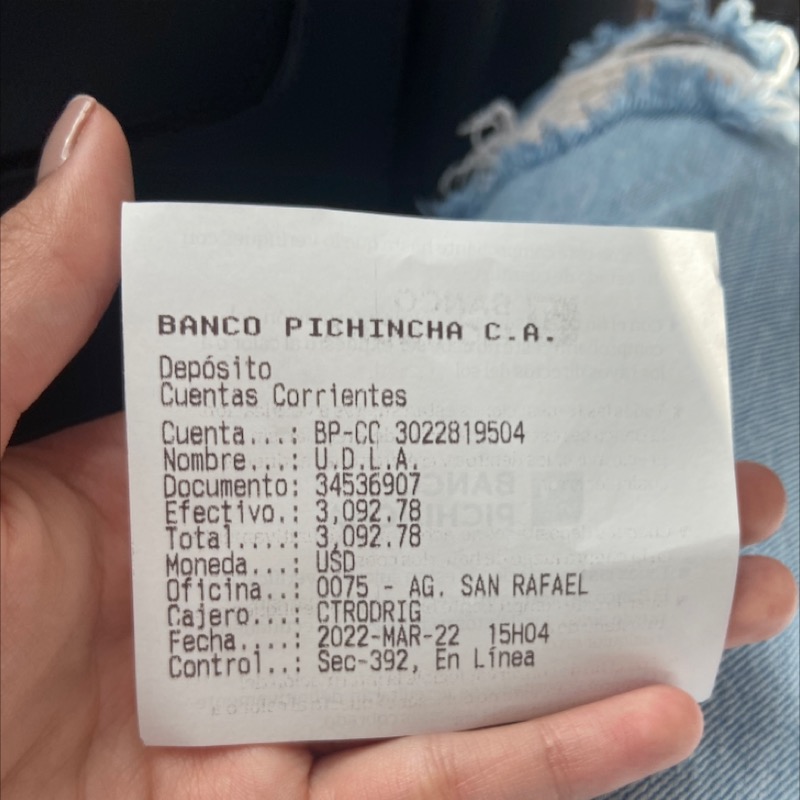 BANCO PICHINCHA C.A.
Depósito
Cuentas Corrientes
Cuenta...: BP-CC 3022819504
Nombre...: U.D.L.A.
Documento: 34536907
Efectivo.: 3,092.78
Total....: 3,092.78
Moneda...: USD
Oficina..: 0075 - AG. SAN RAFAEL
Cajero...: CTRODRIG
Fecha....: 2022-MAR-22 15H04
Control..: Sec-392, En Línea